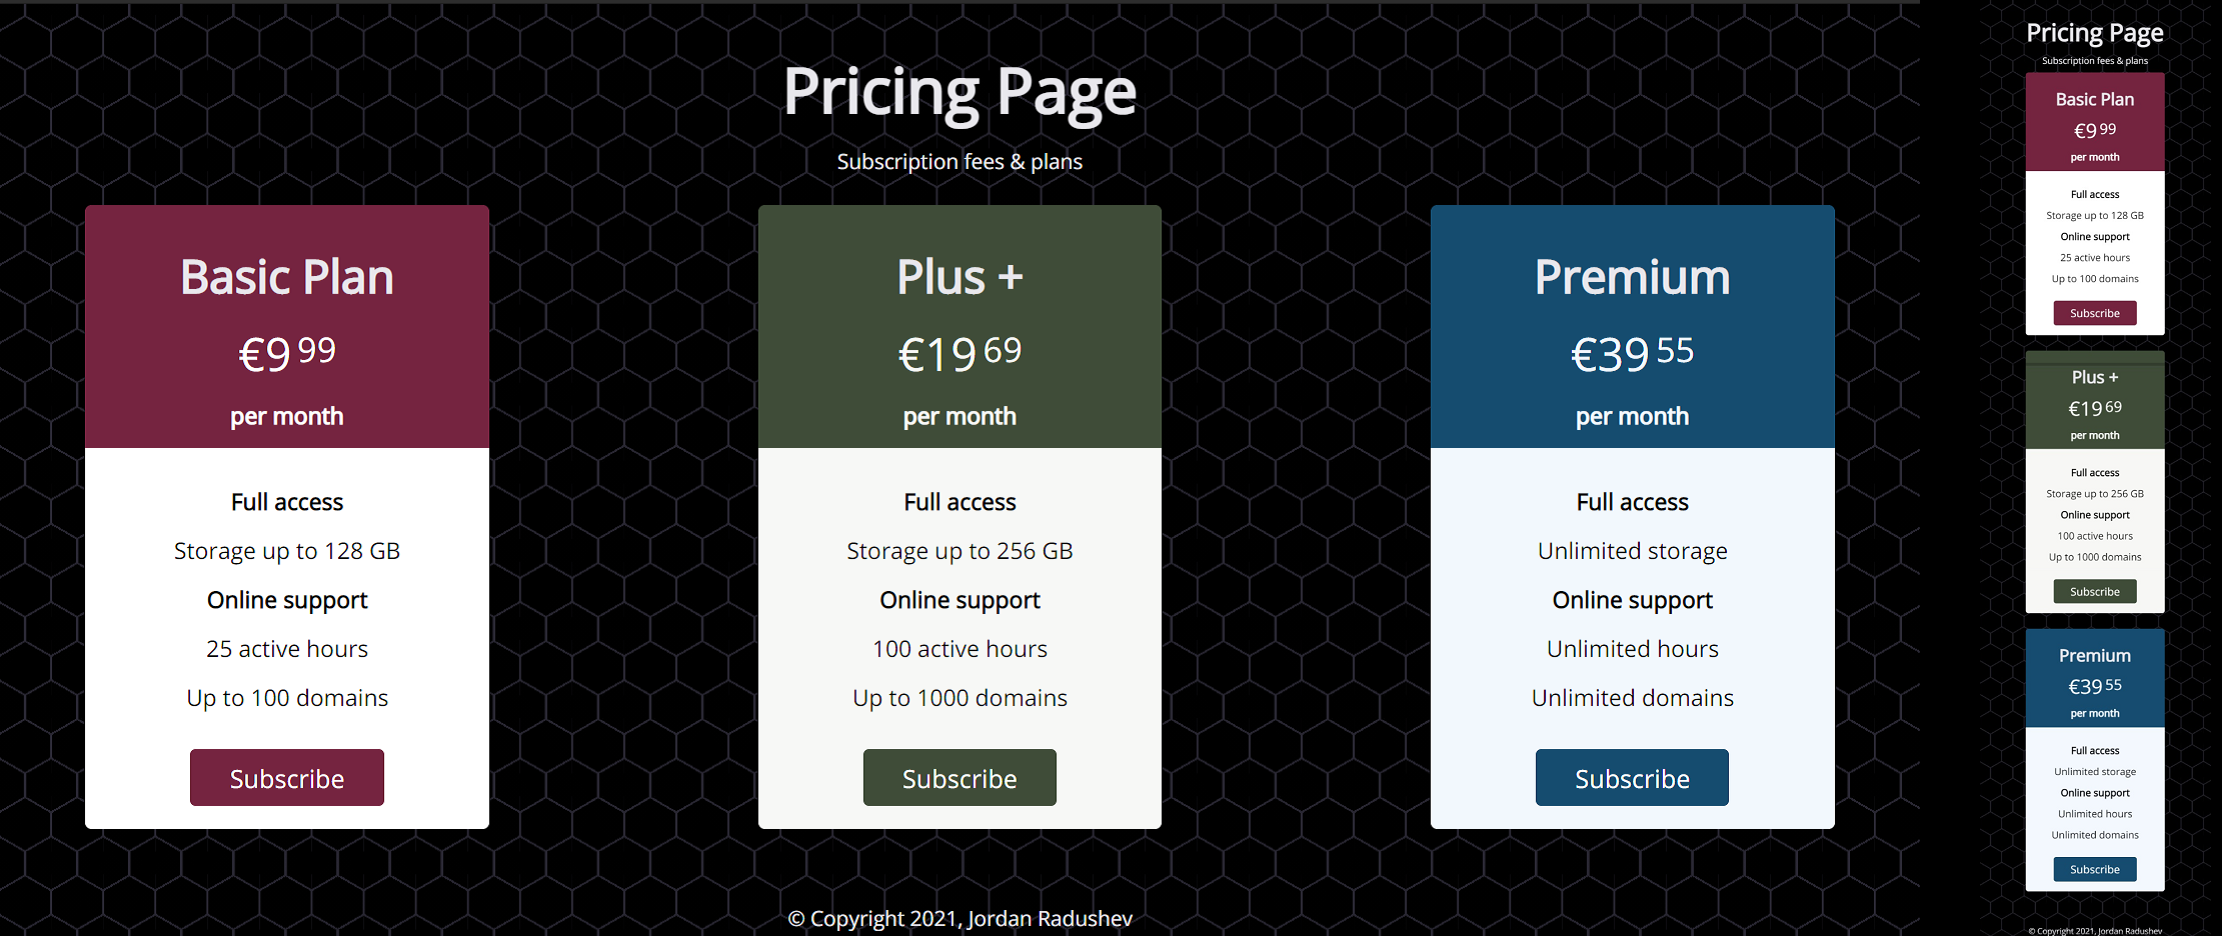 Pricing Page
Subscription fees & plans
Basic Plan
€9 99
per month
Full access
Storage up to 128 GB
Online support
25 active hours
Up to 100 domains
Subscribe
Plus +
€19 69
per month
Full access
Storage up to 256 GB
Online support
100 active hours
Up to 1000 domains
Subscribe
Premium
€39 55
per month
Full access
Unlimited storage
Online support
Unlimited hours
Unlimited domains
Subscribe
© Copyright 2021, Jordan Radushev
Pricing Page
Subscription fees & plans
Basic Plan
€9 99
per month
Full access
Storage up to 128 GB
Online support
25 active hours
Up to 100 domains
Subscribe
Plus +
€19 69
per month
Full access
Storage up to 256 GB
Online support
100 active hours
Up to 1000 domains
Subscribe
Premium
€39 55
per month
Full access
Unlimited storage
Online support
Unlimited hours
Unlimited domains
Subscribe
© Copyright 2021, Jordan Radushev